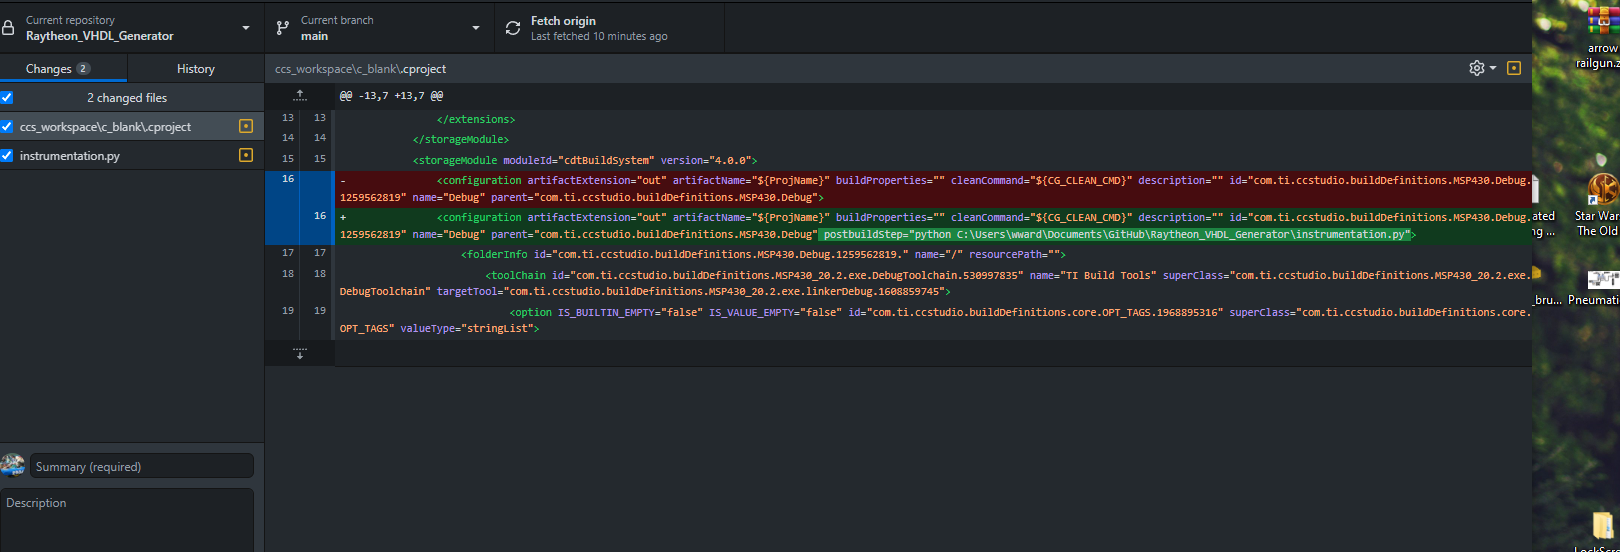 Current repository
Raytheon_VHDL_Generator
Current branch
main
Fetch origin
Last fetched 10 minutes ago
Changes 2
History
2 changed files
ccs_workspace\c_blank\.cproject
instrumentation.py
Summary (required)
Description
ccs_workspace\c_blank\.cproject
@@ -13,7 +13,7 @@
13 13 </extensions>
14 14 </storageModule>
15 15 <storageModule moduleId="cdtBuildSystem" version="4.0.0">
16 - <configuration artifactExtension="out" artifactName="${ProjName}" buildProperties="" cleanCommand="${CG_CLEAN_CMD}" description="" id="com.ti.ccstudio.buildDefinitions.MSP430.Debug.
1259562819" name="Debug" parent="com.ti.ccstudio.buildDefinitions.MSP430.Debug">
16 + <configuration artifactExtension="out" artifactName="${ProjName}" buildProperties="" cleanCommand="${CG_CLEAN_CMD}" description="" id="com.ti.ccstudio.buildDefinitions.MSP430.Debug.
1259562819" name="Debug" parent="com.ti.ccstudio.buildDefinitions.MSP430.Debug" postbuildStep="python C:\Users\wward\Documents\GitHub\Raytheon_VHDL_Generator\instrumentation.py">
17 17 <folderInfo id="com.ti.ccstudio.buildDefinitions.MSP430.Debug.1259562819." name="/" resourcePath="">
18 18 <toolChain id="com.ti.ccstudio.buildDefinitions.MSP430_20.2.exe.DebugToolchain.530997835" name="TI Build Tools" superClass="com.ti.ccstudio.buildDefinitions.MSP430_20.2.exe.
DebugToolchain" targetTool="com.ti.ccstudio.buildDefinitions.MSP430_20.2.exe.linkerDebug.1608859745">
19 19 <option IS_BUILTIN_EMPTY="false" IS_VALUE_EMPTY="false" id="com.ti.ccstudio.buildDefinitions.core.OPT_TAGS.1968895316" superClass="com.ti.ccstudio.buildDefinitions.core.
OPT_TAGS" valueType="stringList">
arrow
railgun.z
ated
ng ...
Star War
The Old
_bru...
Pneumati